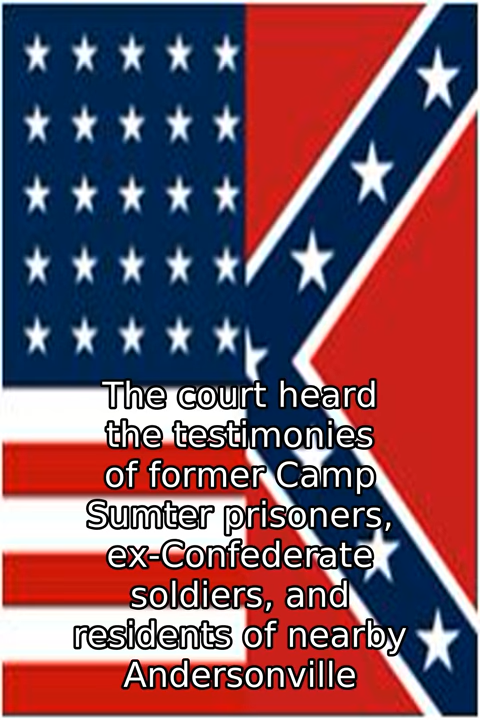 The court heard
the testimonies
of former Camp
Sumter prisoners,
ex-Confederate
soldiers, and
residents of nearby
Andersonville